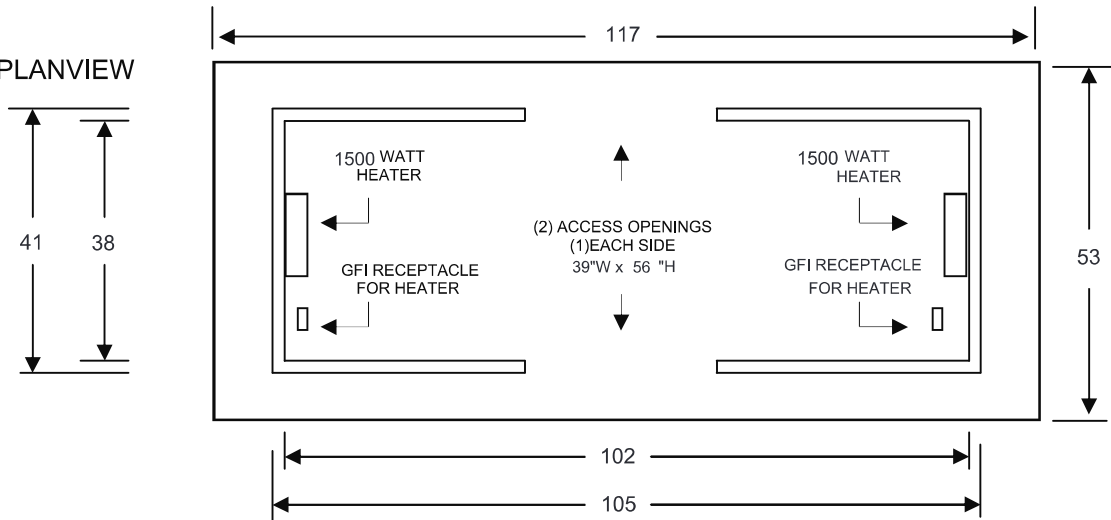 117
PLANVIEW
1500 WATT
HEATER
1500 WATT
HEATER
41
38
(2) ACCESS OPENINGS
(1)EACH SIDE
39"W x 56 "H
53
GFI RECEPTACLE
FOR HEATER
GFI RECEPTACLE
FOR HEATER
102
105